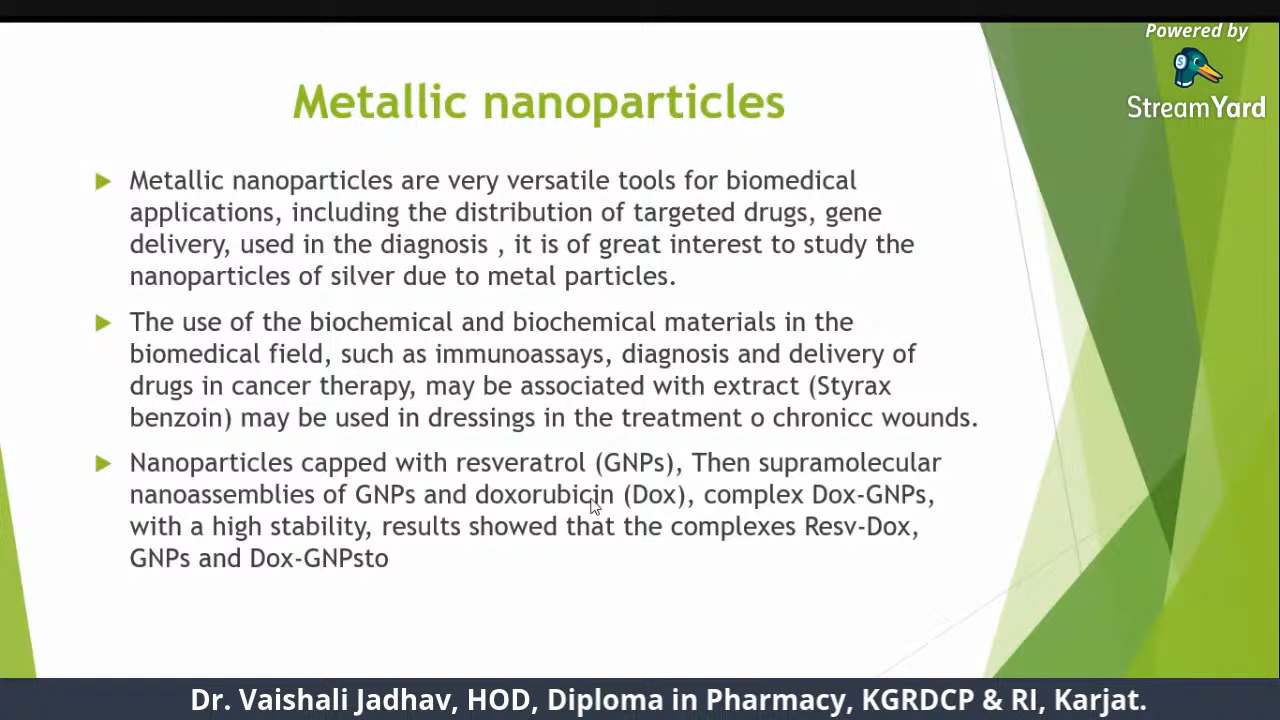 Powered by
StreamYard
Metallic nanoparticles
Metallic nanoparticles are very versatile tools for biomedical
applications, including the distribution of targeted drugs, gene
delivery, used in the diagnosis , it is of great interest to study the
nanoparticles of silver due to metal particles.
The use of the biochemical and biochemical materials in the
biomedical field, such as immunoassays, diagnosis and delivery of
drugs in cancer therapy, may be associated with extract (Styrax
benzoin) may be used in dressings in the treatment o chronicc wounds.
Nanoparticles capped with resveratrol (GNPs), Then supramolecular
nanoassemblies of GNPs and doxorubicin (Dox), complex Dox-GNPs,
with a high stability, results showed that the complexes Resv-Dox,
GNPs and Dox-GNPsto
Dr. Vaishali Jadhav, HOD, Diploma in Pharmacy, KGRDCP & RI, Karjat.